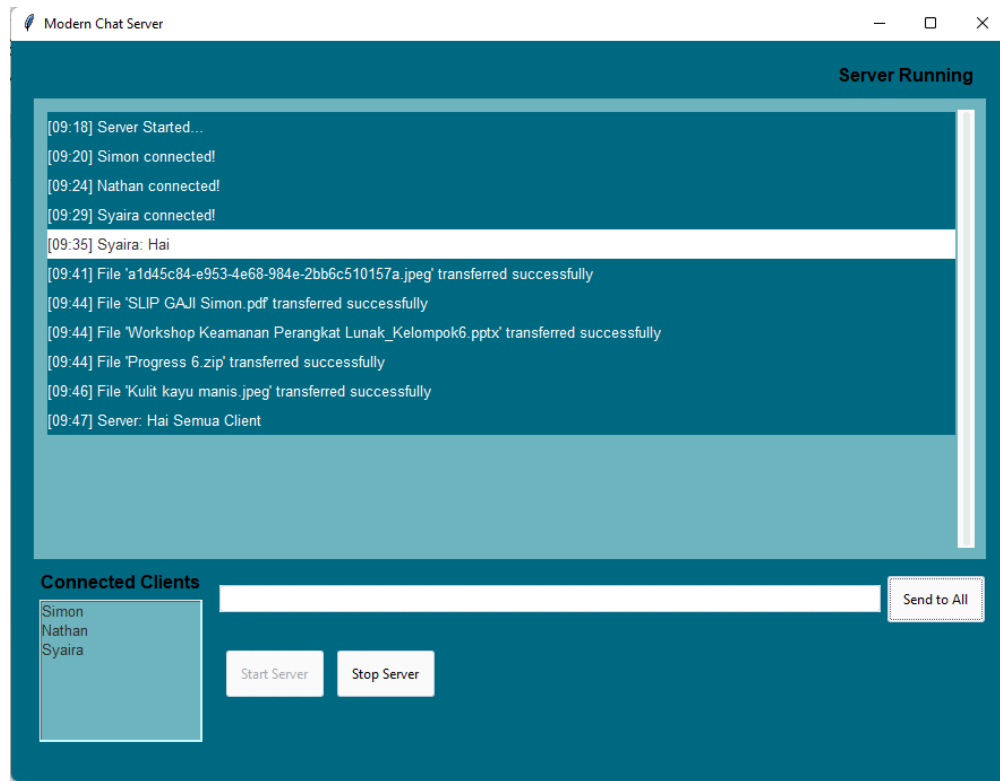 Modern Chat Server
Server Running
[09:18] Server Started...
[09:20] Simon connected!
[09:24] Nathan connected!
[09:29] Syaira connected!
[09:35] Syaira: Hai
[09:41] File 'a1d45c84-e953-4e68-984e-2bb6c510157a.jpeg' transferred successfully
[09:44] File 'SLIP GAJI Simon.pdf' transferred successfully
[09:44] File 'Workshop Keamanan Perangkat Lunak_Kelompok6.pptx' transferred successfully
[09:44] File 'Progress 6.zip' transferred successfully
[09:46] File 'Kulit kayu manis.jpeg' transferred successfully
[09:47] Server: Hai Semua Client
Connected Clients
Simon
Nathan
Syaira
Send to All
Start Server
Stop Server